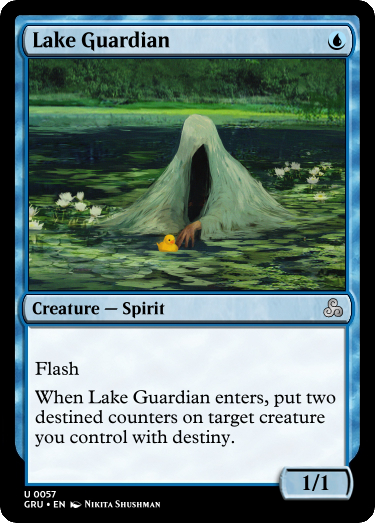 Lake Guardian
Creature — Spirit
Flash
When Lake Guardian enters, put two
destined counters on target creature
you control with destiny.
1/1
U 0057
GRU • EN Nikita Shushman